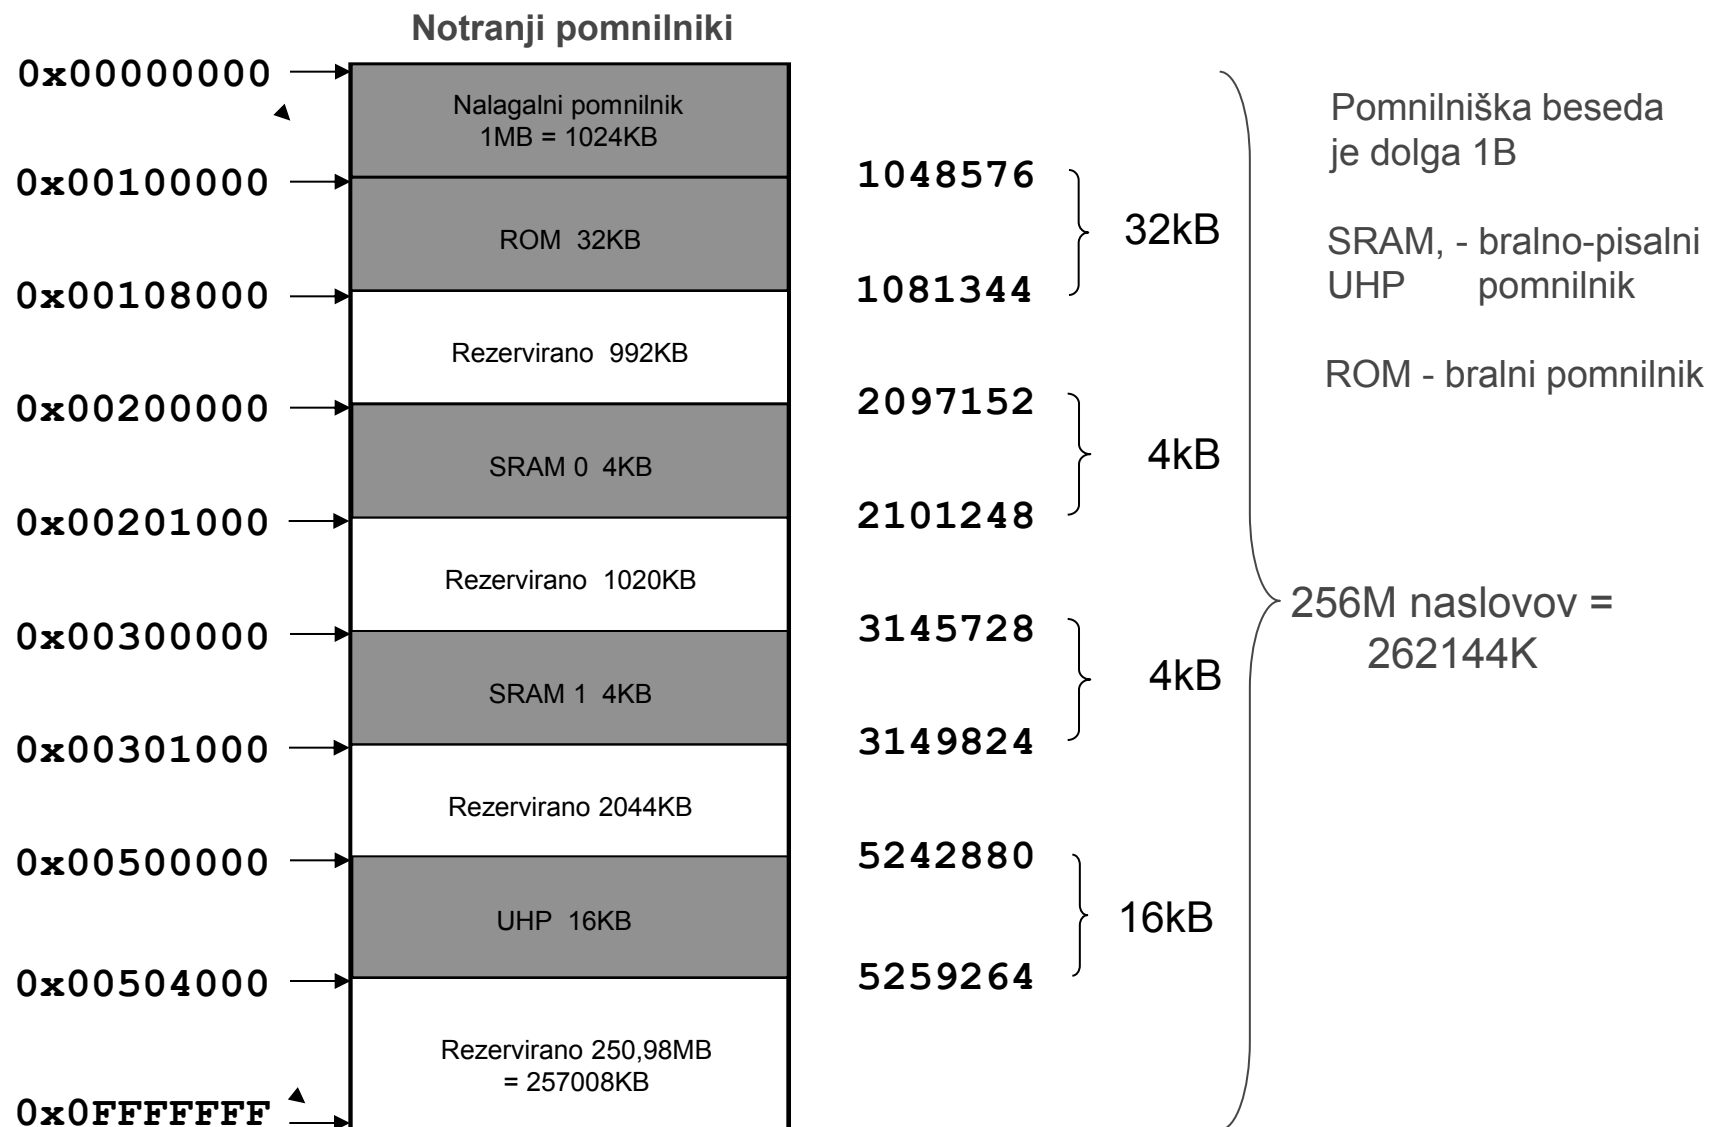 Notranji pomnilniki
0x00000000
Nalagalni pomnilnik
1MB = 1024KB
0x00100000
ROM 32KB
0x00108000
Rezervirano 992KB
0x00200000
SRAM 0 4KB
0x00201000
Rezervirano 1020KB
0x00300000
SRAM 1 4KB
0x00301000
Rezervirano 2044KB
0x00500000
UHP 16KB
0x00504000
Rezervirano 250,98MB
= 257008KB
0x0FFFFFFF
1048576
32kB
1081344
2097152
4kB
2101248
3145728
4kB
3149824
5242880
16kB
5259264
Pomnilniška beseda
je dolga 1B
SRAM, - bralno-pisalni
UHP pomnilnik
ROM - bralni pomnilnik
256M naslovov =
262144K